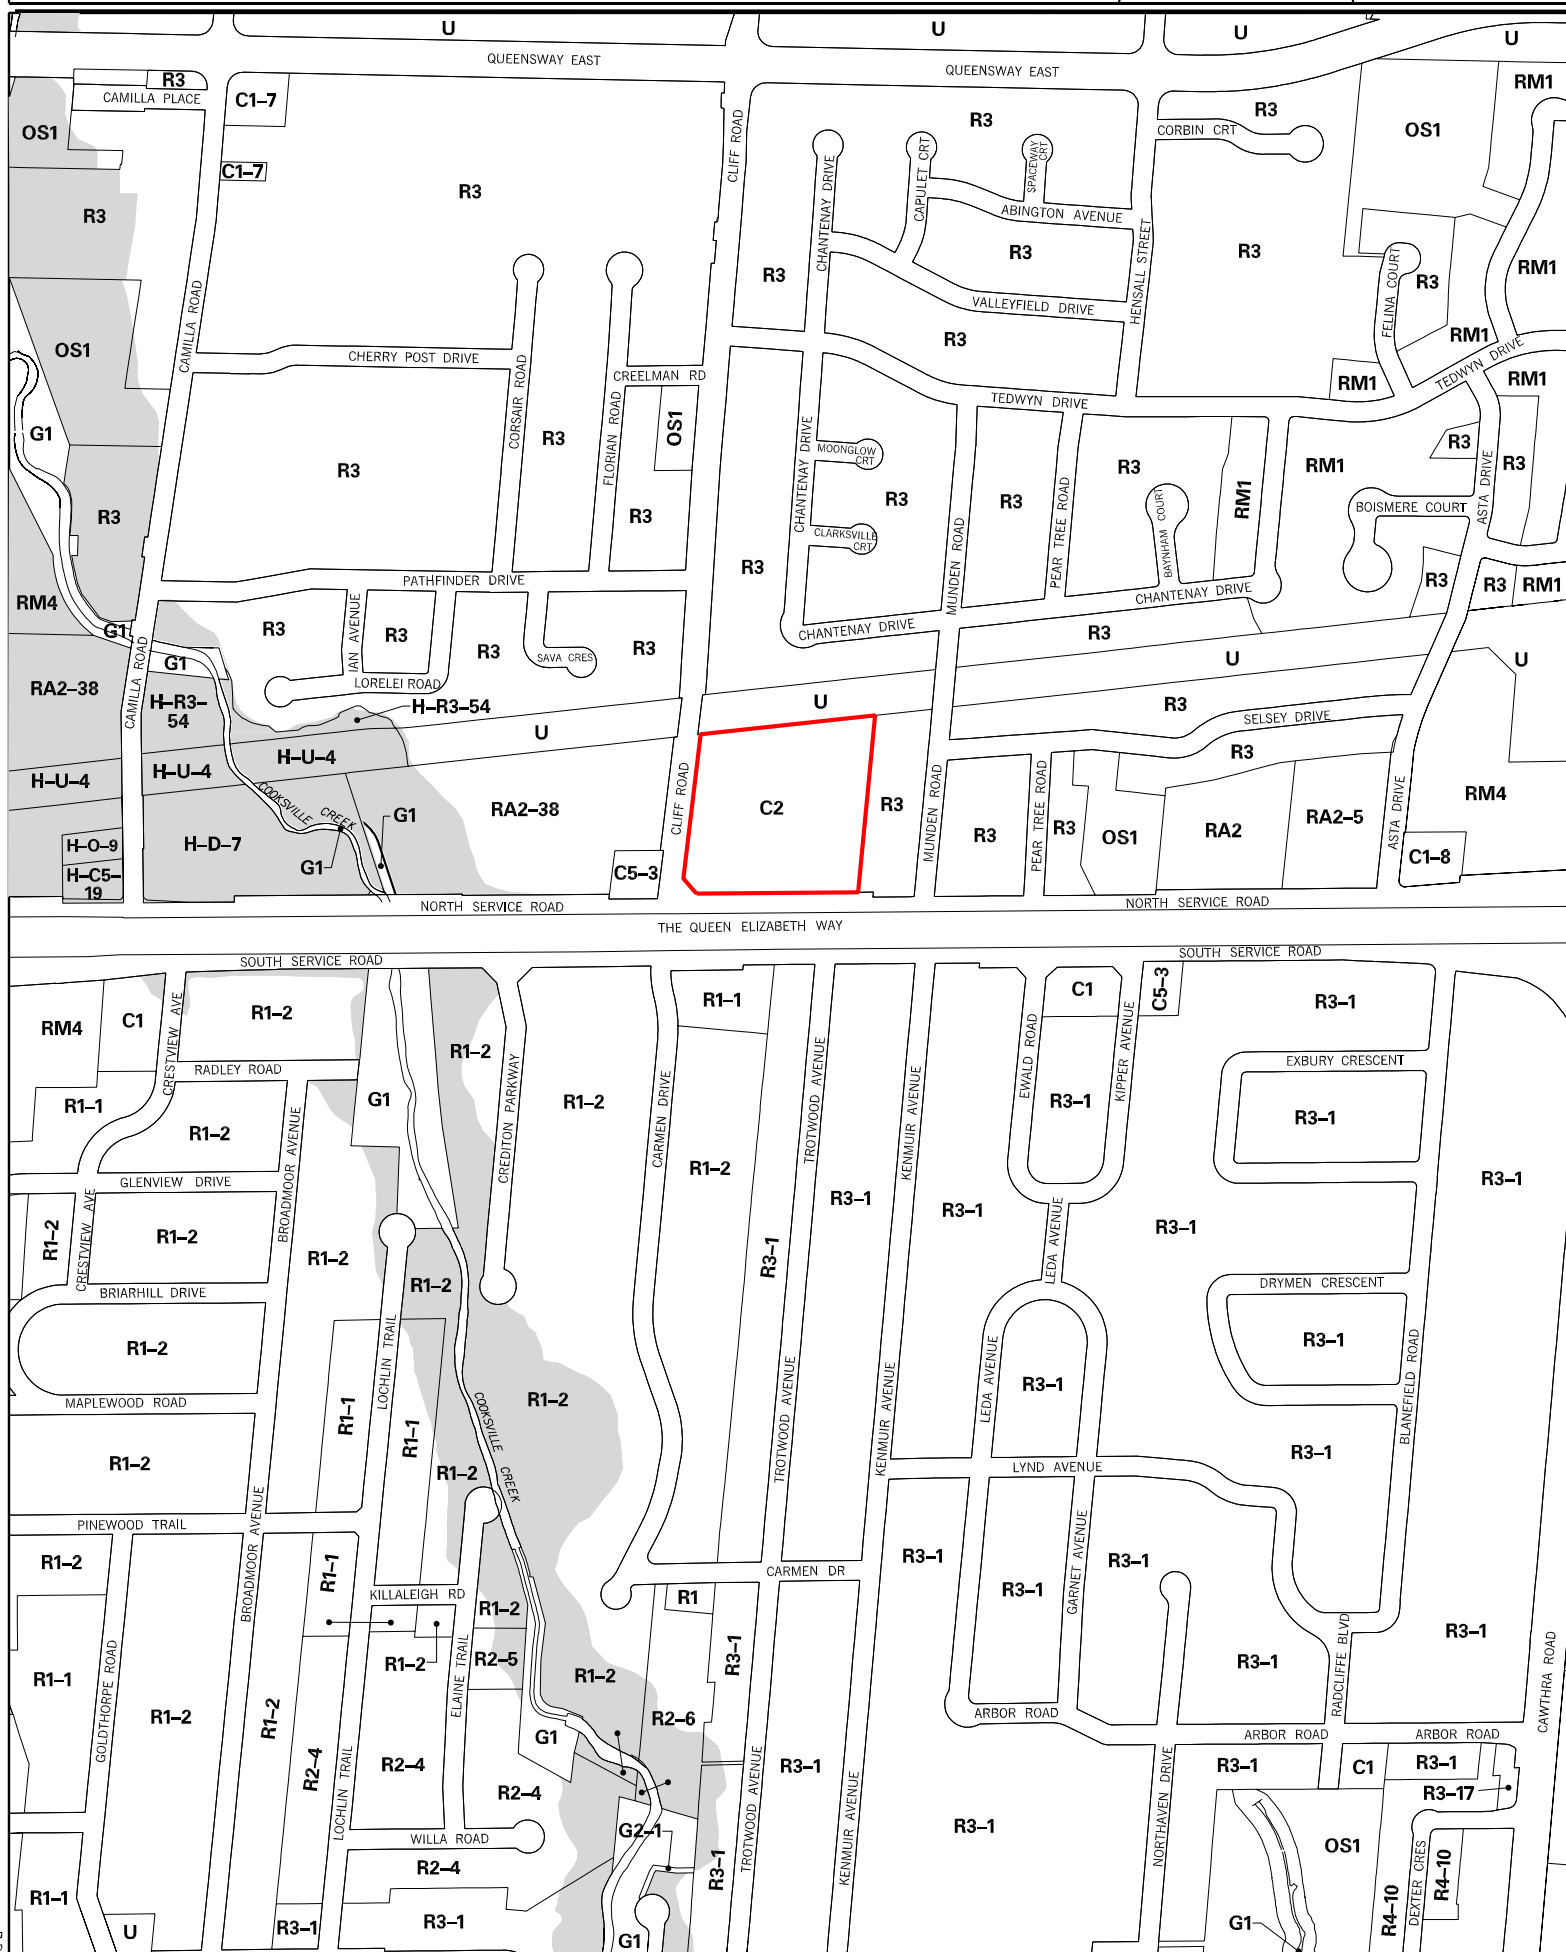 U
U
U
U
QUEENSWAY EAST
QUEENSWAY EAST
R3
CAMILLA PLACE
C1–7
OS1
C1–7
R3
R3
CAMILLA ROAD
CLIFF ROAD
R3
R3
CORBIN CRT
OS1
RM1
CHANTENAY DRIVE
CAPULET CRT
SPACEWAY
CRT
ABINGTON AVENUE
HENSALL STREET
R3
R3
R3
VALLEYFIELD DRIVE
R3
FELINA COURT
R3
RM1
RM1
TEDWYN DRIVE
RM1
RM1
OS1
G1
R3
CHERRY POST DRIVE
CORSAIR ROAD
R3
R3
CREELMAN RD
FLORIAN ROAD
OS1
R3
TEDWYN DRIVE
CHANTENAY DRIVE
MOONGLOW
CRT
CLARKSVILLE
CRT
R3
R3
MUNDEN ROAD
R3
PEAR TREE ROAD
R3
BAYNHAM COURT
RM1
RM1
R3
R3
ASTA DRIVE
BOISMERE COURT
R3
R3
RM1
RM4
G1
G1
PATHFINDER DRIVE
R3
IAN AVENUE
R3
R3
SAVA CRES
R3
LORELEI ROAD
H–R3–54
CHANTENAY DRIVE
CHANTENAY DRIVE
R3
U
U
R3
SELSEY DRIVE
R3
RA2–38
CAMILLA ROAD
H–R3–
54
U
U
H–U–4
H–U–4
H–U–4
COOKSVILLE
CREEK
G1
G1
RA2–38
CLIFF ROAD
C2
R3
MUNDEN ROAD
R3
PEAR TREE ROAD
R3
OS1
RA2
RA2–5
ASTA DRIVE
RM4
C1–8
H–O–9
H–C5–
19
H–D–7
C5–3
NORTH SERVICE ROAD
NORTH SERVICE ROAD
THE QUEEN ELIZABETH WAY
SOUTH SERVICE ROAD
SOUTH SERVICE ROAD
RM4
C1
CRESTVIEW AVE
R1–2
RADLEY ROAD
R1–1
R1–2
G1
R1–2
CREDITON PARKWAY
R1–2
CARMEN DRIVE
R1–1
R1–2
TROTWOOD AVENUE
KENMUIR AVENUE
EWALD ROAD
C1
R3–1
KIPPER AVENUE
C5–3
R3–1
EXBURY CRESCENT
R3–1
R3–1
GLENVIEW DRIVE
BROADMOOR AVENUE
R1–2
CRESTVIEW AVE
R1–2
R1–2
BRIARHILL DRIVE
R1–2
MAPLEWOOD ROAD
R1–2
R1–2
LOCHLIN TRAIL
R1–1
R1–1
COOKSVILLE CREEK
R1–2
R1–2
R3–1
R3–1
R3–1
LEDA AVENUE
R3–1
DRYMEN CRESCENT
R3–1
BLANEFIELD ROAD
TROTWOOD AVENUE
KENMUIR AVENUE
LEDA AVENUE
R3–1
R3–1
LYND AVENUE
PINEWOOD TRAIL
BROADMOOR AVENUE
R1–2
R1–1
KILLALEIGH RD
R1–2
CARMEN DR
R1
R3–1
R3–1
GARNET AVENUE
R3–1
R3–1
R3–1
RADCLIFFE BLVD
CAWTHRA ROAD
R1–1
GOLDTHORPE ROAD
R1–2
R1–2
R1–2
ELAINE TRAIL
R2–5
R1–2
R3–1
R2–6
G1
R2–4
LOCHLIN TRAIL
R2–4
R2–4
TROTWOOD AVENUE
R3–1
KENMUIR AVENUE
ARBOR ROAD
ARBOR ROAD
ARBOR ROAD
R3–1
C1
R3–1
R3–17
WILLA ROAD
G2–1
R3–1
R3–1
NORTHAVEN DRIVE
OS1
DEXTER CRES
R4–10
R4–10
R2–4
R1–1
U
R3–1
R3–1
G1
G1